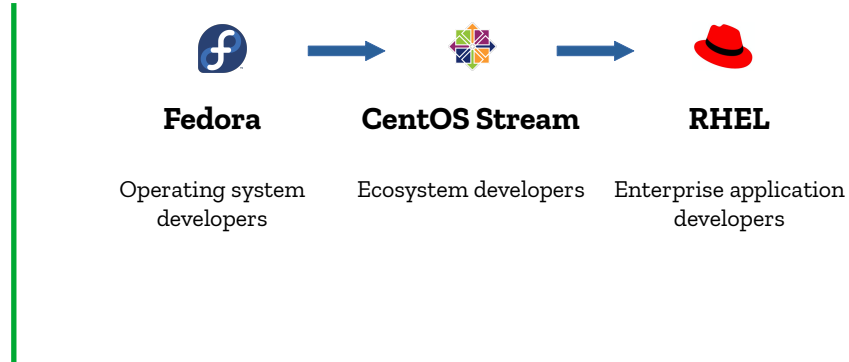 Fedora
CentOS Stream
RHEL
Operating system
developers
Ecosystem developers
Enterprise application
developers